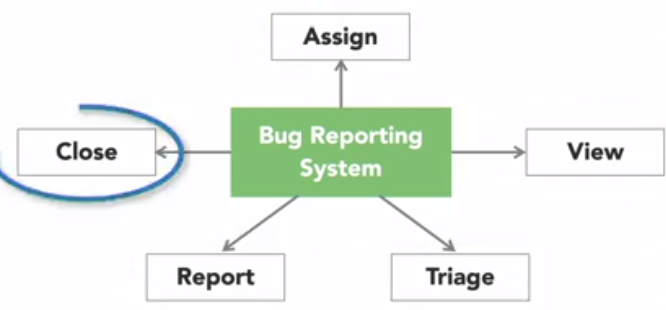 Assign
Close
Bug Reporting
System
View
Report
Triage